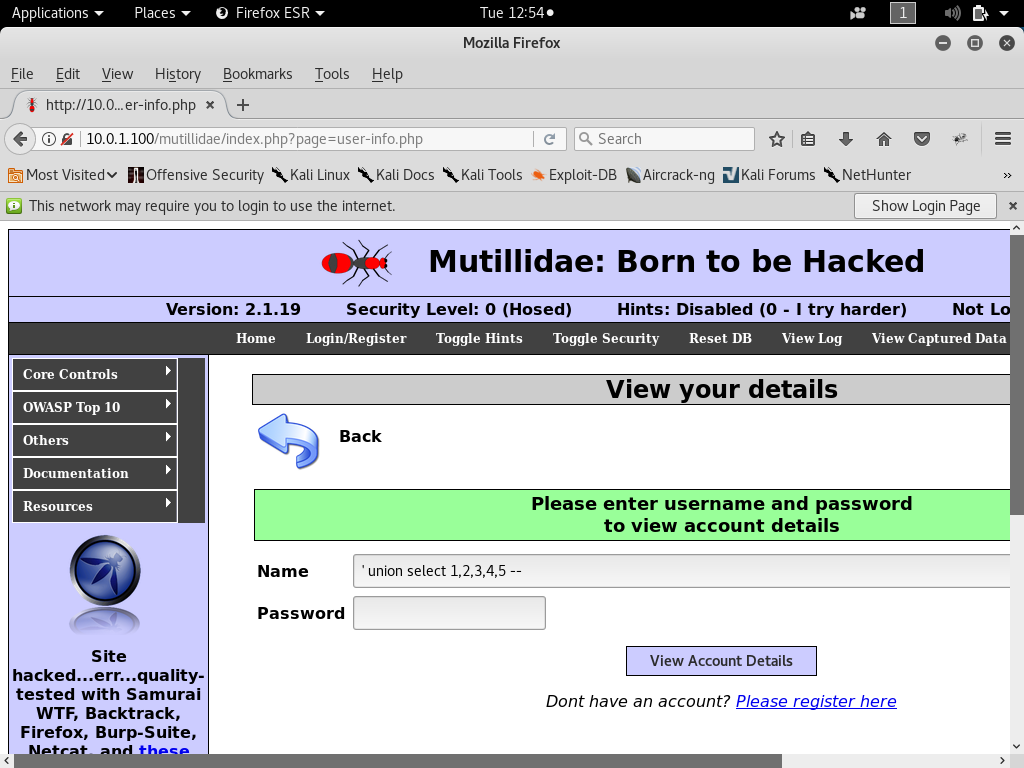 Applications Places Firefox ESR Tue 12:54 1
Mozilla Firefox
File Edit View History Bookmarks Tools Help
http://10.0...er-info.php
10.0.1.100/mutillidae/index.php?page=user-info.php Search
Most Visited Offensive Security Kali Linux Kali Docs Kali Tools Exploit-DB Aircrack-ng Kali Forums NetHunter »
This network may require you to login to use the internet. Show Login Page
Mutillidae: Born to be Hacked
Version: 2.1.19 Security Level: 0 (Hosed) Hints: Disabled (0 - I try harder) Not Lo
Home Login/Register Toggle Hints Toggle Security Reset DB View Log View Captured Data
Core Controls
OWASP Top 10
Others
Documentation
Resources
Site
hacked...err...quality-
tested with Samurai
WTF, Backtrack,
Firefox, Burp-Suite,
Netcat, and these
View your details
Back
Please enter username and password
to view account details
Name ' union select 1,2,3,4,5 --
Password
View Account Details
Dont have an account? Please register here